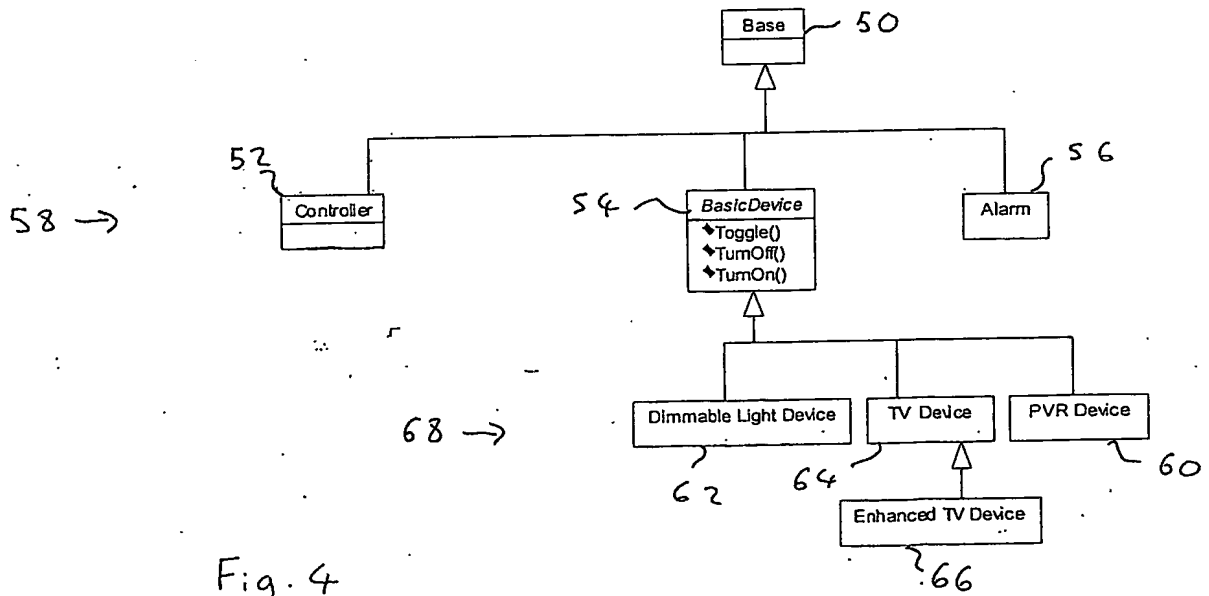 Base
50
52
Controller
58 →
54
BasicDevice
Toggle()
TurnOff()
TurnOn()
56
Alarm
68 →
Dimmable Light Device
62
TV Device
64
PVR Device
60
Enhanced TV Device
66
Fig. 4